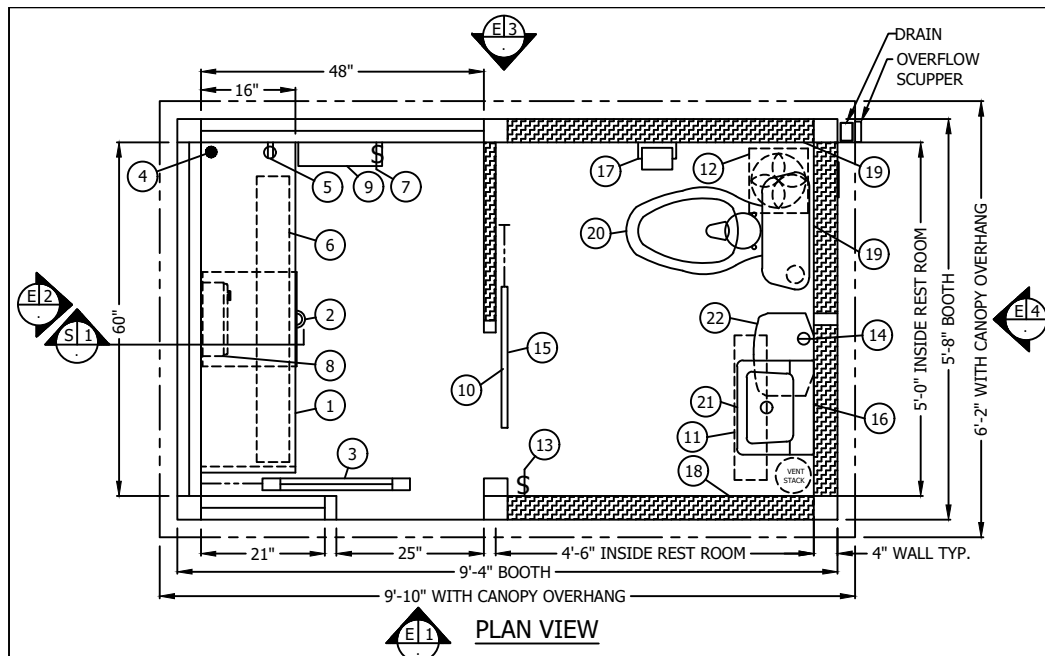 DRAIN
OVERFLOW
SCUPPER
E 3
48"
16"
4
5
9
7
17
12
19
6
20
19
E 2
S 1
60"
2
8
1
15
10
22
14
21
16
11
E 4
5'-0" INSIDE REST ROOM
5'-8" BOOTH
6'-2" WITH CANOPY OVERHANG
3
S
S
13
18
VENT
STACK
21"
25"
4'-6" INSIDE REST ROOM
4" WALL TYP.
9'-4" BOOTH
9'-10" WITH CANOPY OVERHANG
E 1
PLAN VIEW